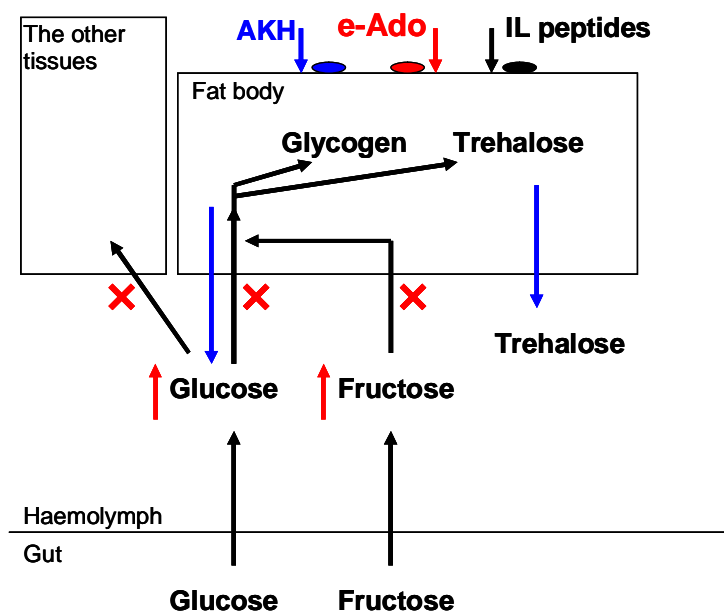 The other
tissues
AKH
e-Ado
IL peptides
Fat body
Glycogen
Trehalose
Trehalose
Glucose
Fructose
Haemolymph
Gut
Glucose
Fructose